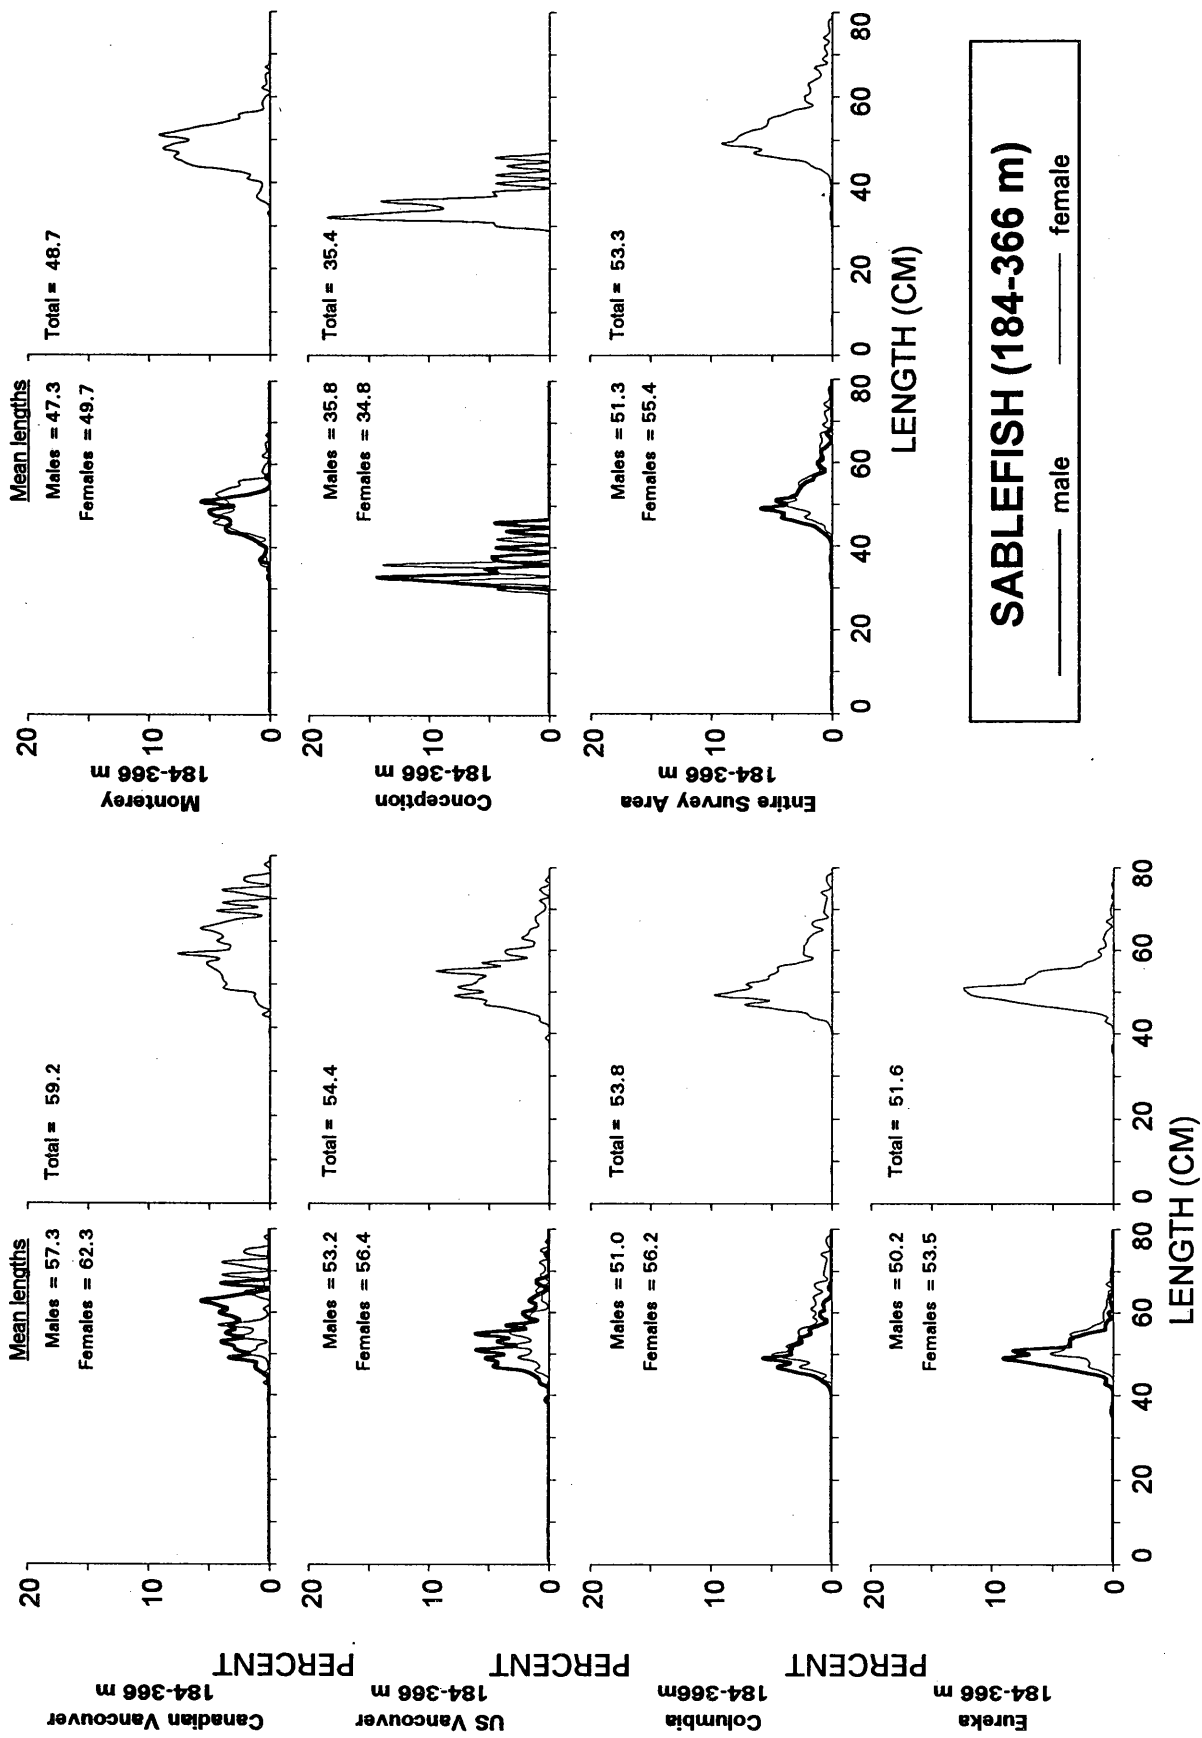 Canadian Vancouver
184-366 m
PERCENT
20
10
0
Mean lengths
Males = 57.3
Females = 62.3
Total = 59.2
US Vancouver
184-366 m
PERCENT
20
10
0
Males = 53.2
Females = 56.4
Total = 54.4
Columbia
184-366m
PERCENT
20
10
0
Males = 51.0
Females = 56.2
Total = 53.8
Eureka
184-366 m
PERCENT
20
10
0
Males = 50.2
Females = 53.5
Total = 51.6
0 20 40 60 80 0 20 40 60 80
LENGTH (CM)
Monterey
184-366 m
20
10
0
Mean lengths
Males = 47.3
Females = 49.7
Total = 48.7
Conception
184-366 m
20
10
0
Males = 35.8
Females = 34.8
Total = 35.4
Entire Survey Area
184-366 m
20
10
0
Males = 51.3
Females = 55.4
Total = 53.3
0 20 40 60 80 0 20 40 60 80
LENGTH (CM)
SABLEFISH (184-366 m)
male female